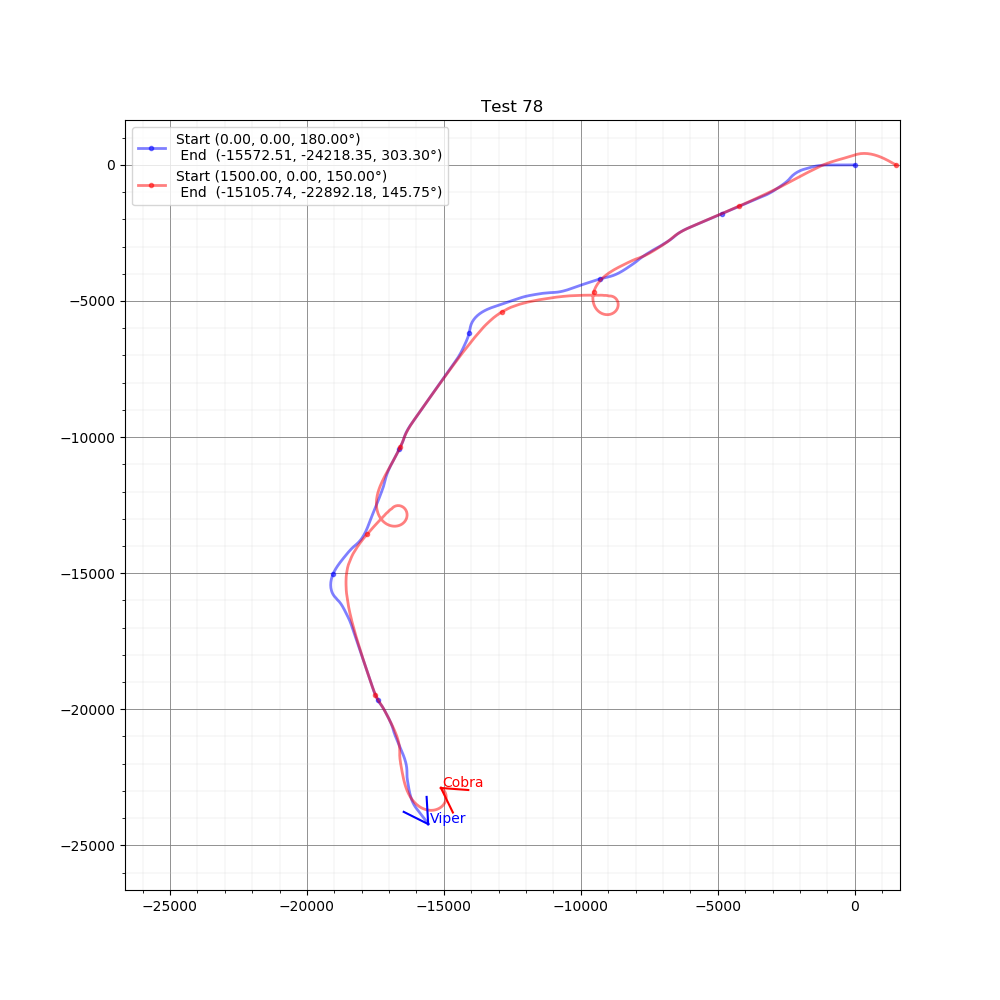 Test 78
Start (0.00, 0.00, 180.00°)
End  (-15572.51, -24218.35, 303.30°)
Start (1500.00, 0.00, 150.00°)
End  (-15105.74, -22892.18, 145.75°)
0
−5000
−10000
−15000
−20000
−25000
Cobra
Viper
−25000 −20000 −15000 −10000 −5000 0